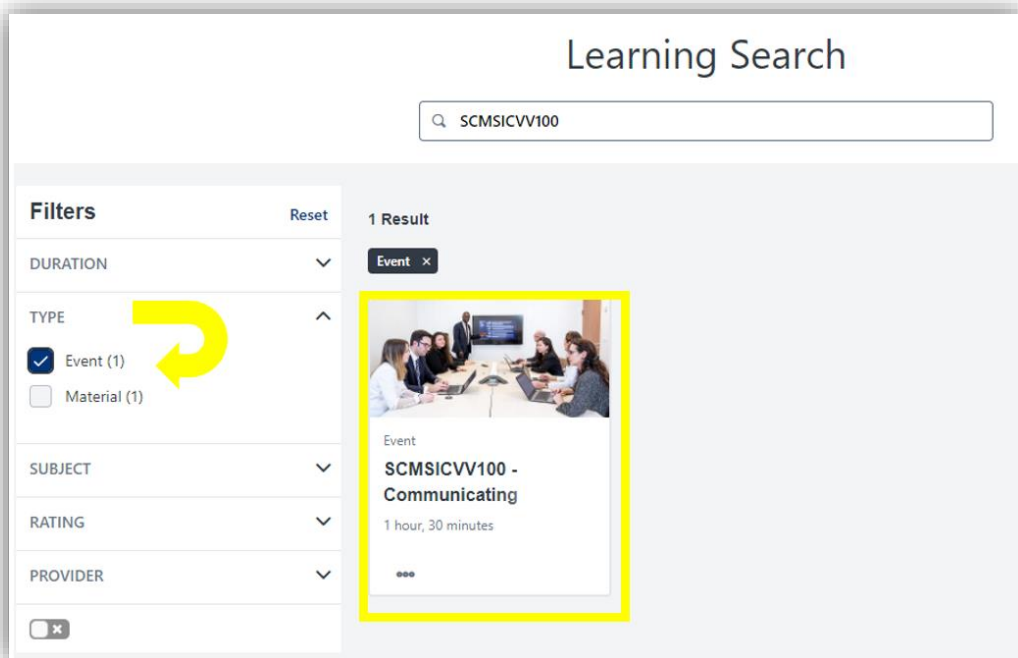 Learning Search
SCMSICVV100
Filters
Reset
DURATION
TYPE
Event (1)
Material (1)
SUBJECT
RATING
PROVIDER
1 Result
Event ×
Event
SCMSICVV100 -
Communicating
1 hour, 30 minutes